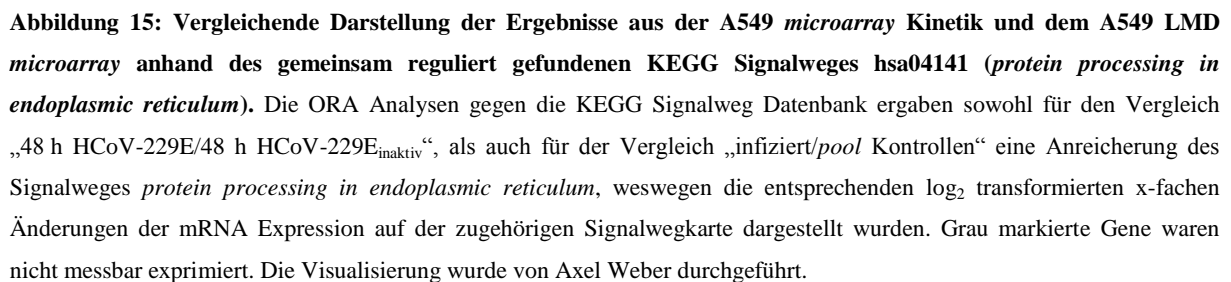 Abbildung 15: Vergleichende Darstellung der Ergebnisse aus der A549 microarray Kinetik und dem A549 LMD
microarray anhand des gemeinsam reguliert gefundenen KEGG Signalweges hsa04141 (protein processing in
endoplasmic reticulum). Die ORA Analysen gegen die KEGG Signalweg Datenbank ergaben sowohl für den Vergleich
„48 h HCoV-229E/48 h HCoV-229Einaktiv“, als auch für der Vergleich „infiziert/pool Kontrollen“ eine Anreicherung des
Signalweges protein processing in endoplasmic reticulum, weswegen die entsprechenden log2 transformierten x-fachen
Änderungen der mRNA Expression auf der zugehörigen Signalwegkarte dargestellt wurden. Grau markierte Gene waren
nicht messbar exprimiert. Die Visualisierung wurde von Axel Weber durchgeführt.